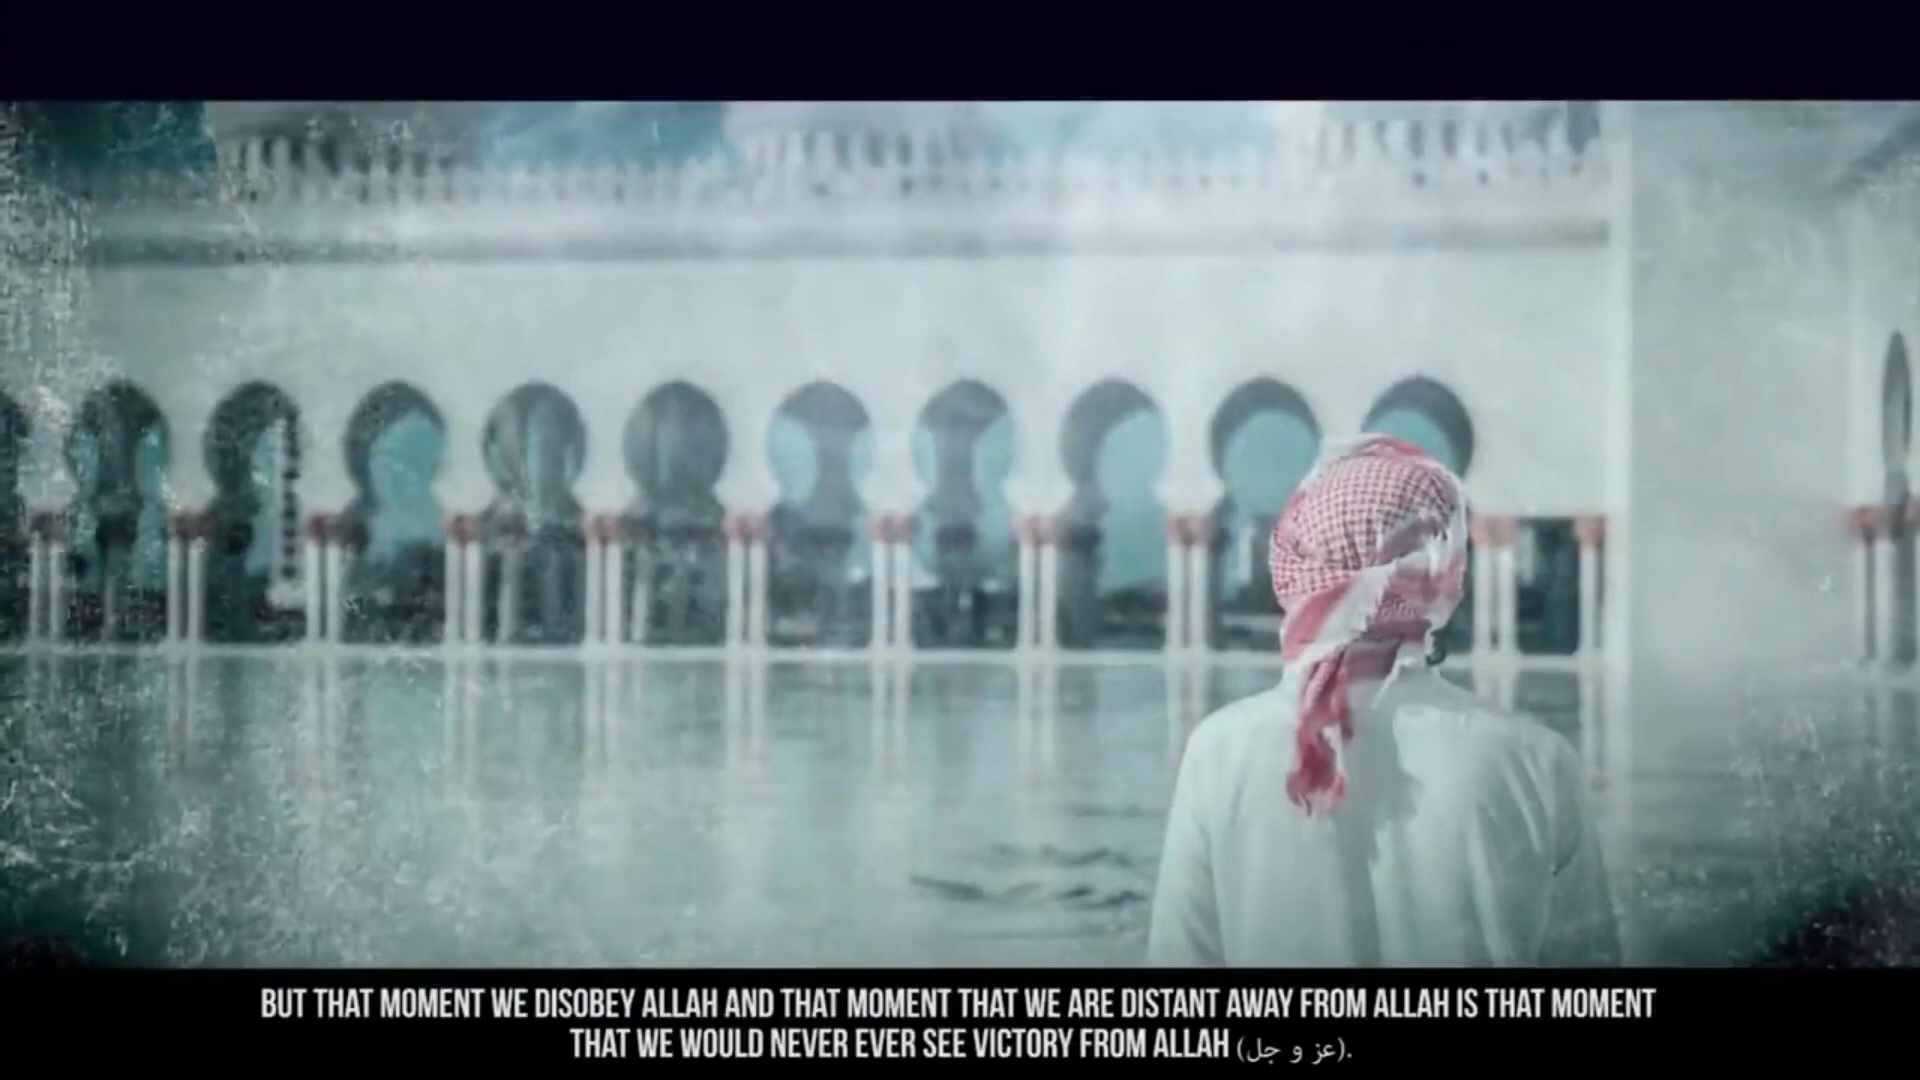 BUT THAT MOMENT WE DISOBEY ALLAH AND THAT MOMENT THAT WE ARE DISTANT AWAY FROM ALLAH IS THAT MOMENT
THAT WE WOULD NEVER EVER SEE VICTORY FROM ALLAH (عز و جل).